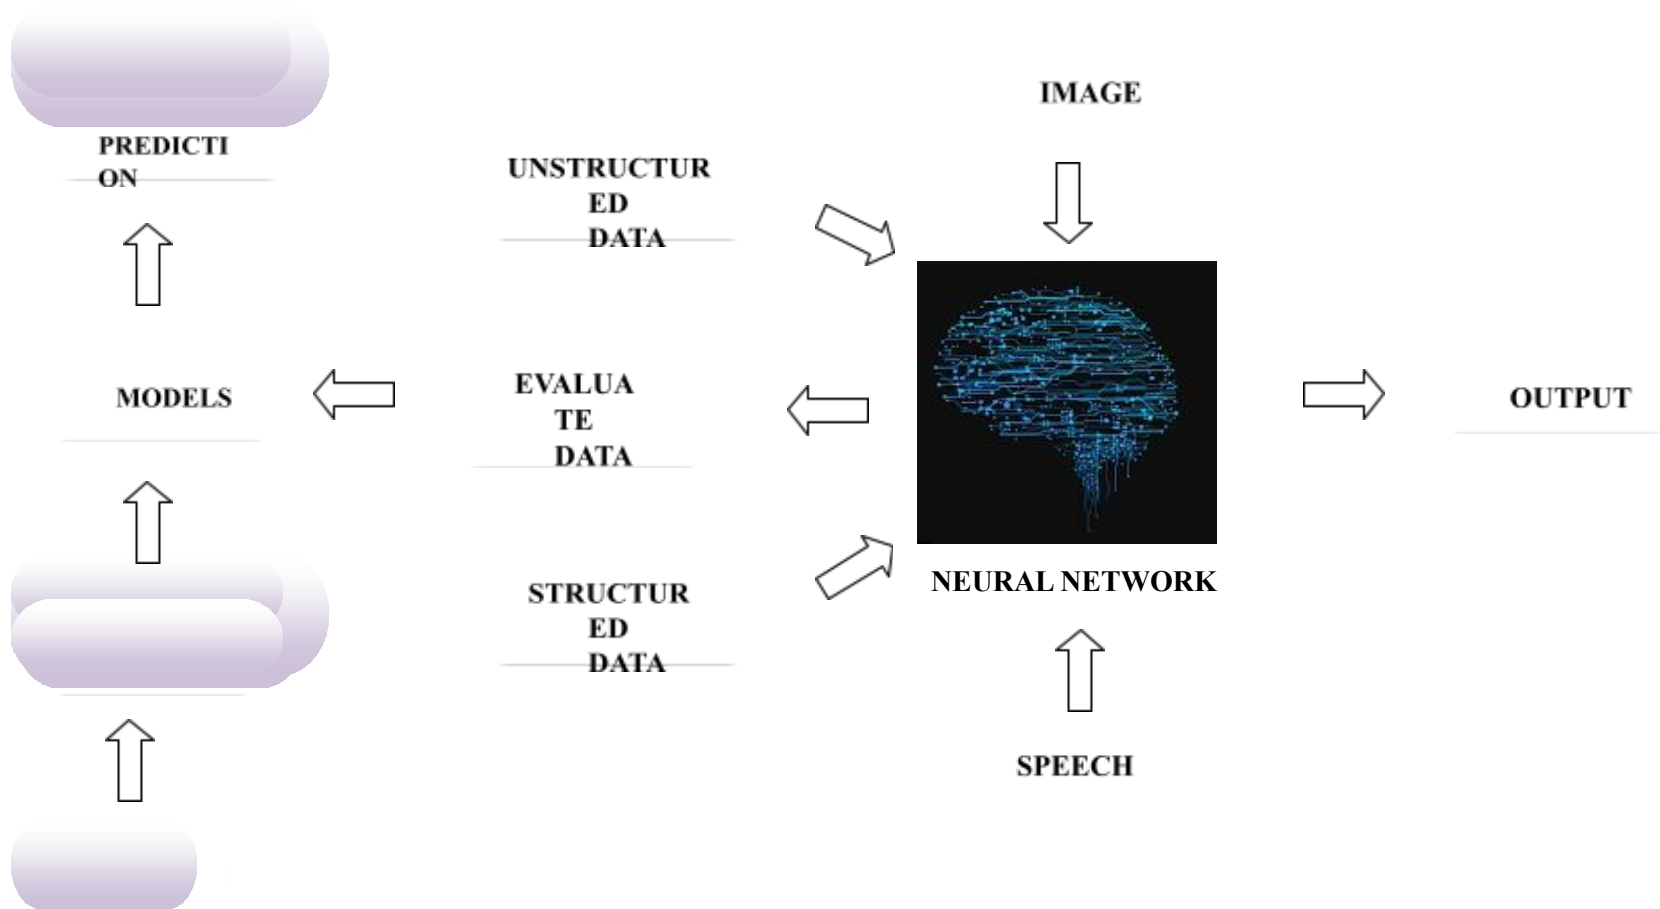 IMAGE
PREDICTI
ON
UNSTRUCTUR
ED
DATA
MODELS
EVALUA
TE
DATA
OUTPUT
NEURAL NETWORK
STRUCTUR
ED
DATA
SPEECH